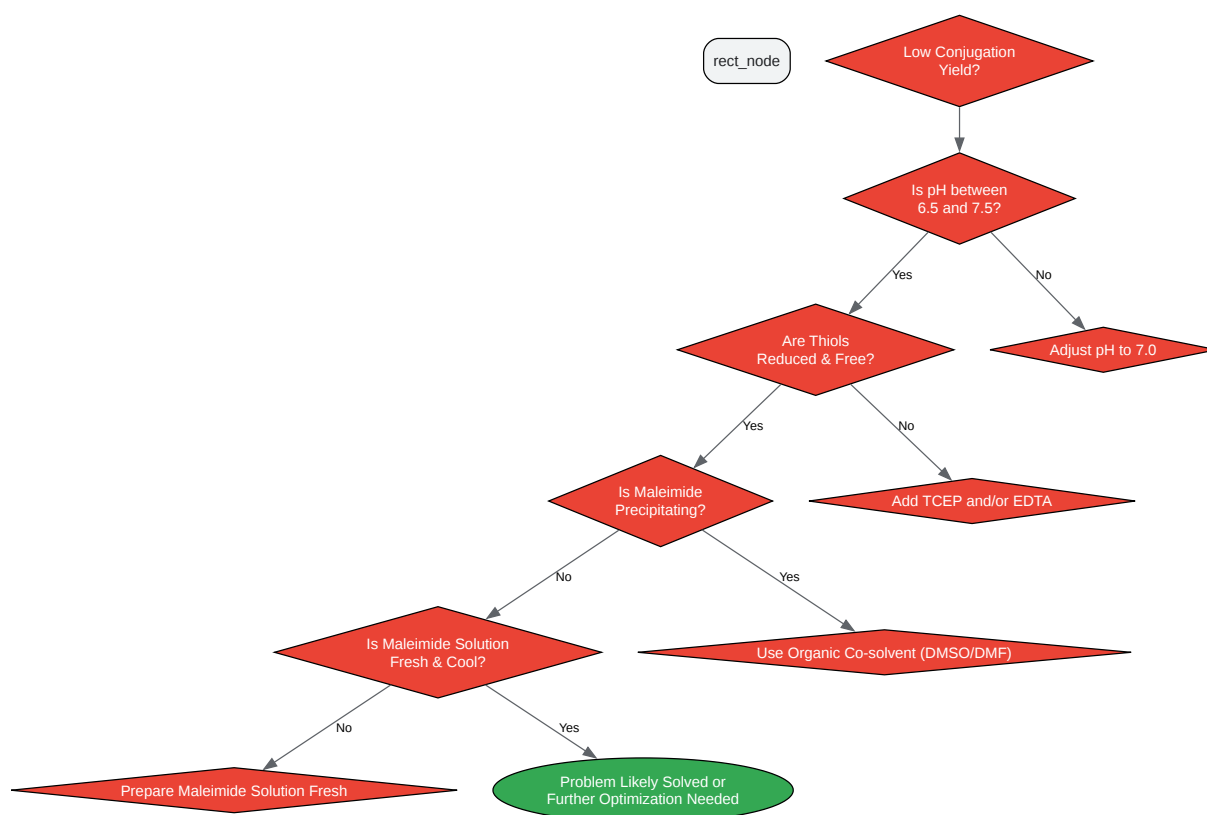 rect_node
Low Conjugation
Yield?
Is pH between
6.5 and 7.5?
Yes
No
Are Thiols
Reduced & Free?
Adjust pH to 7.0
Yes
No
Is Maleimide
Precipitating?
Add TCEP and/or EDTA
No
Yes
Is Maleimide Solution
Fresh & Cool?
Use Organic Co-solvent (DMSO/DMF)
No
Yes
Prepare Maleimide Solution Fresh
Problem Likely Solved or
Further Optimization Needed